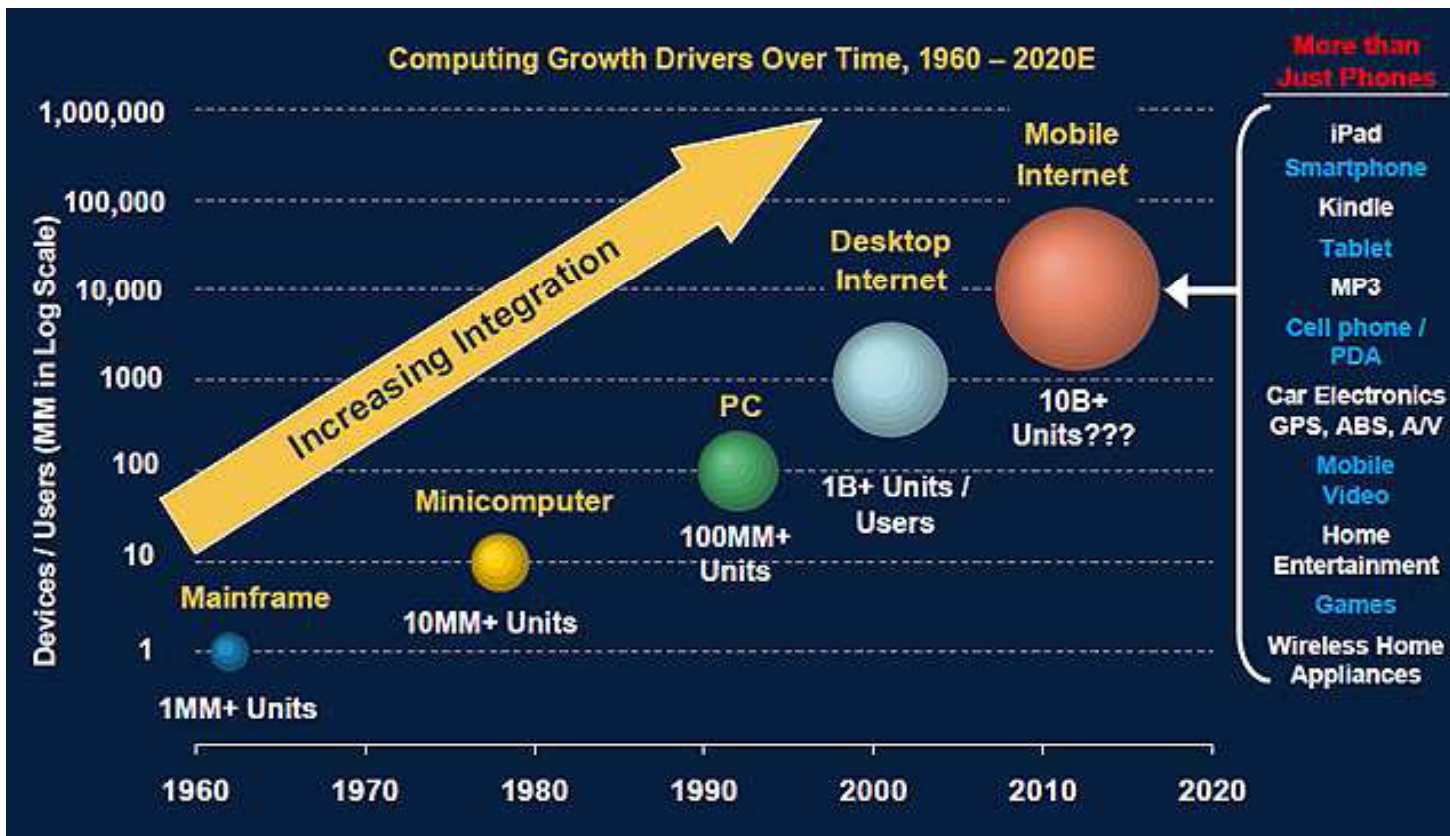 Computing Growth Drivers Over Time, 1960 – 2020E
Devices / Users (MM in Log Scale)
1,000,000
100,000
10,000
1000
100
10
1
Increasing Integration
Mainframe
1MM+ Units
Minicomputer
10MM+ Units
PC
100MM+
Units
Desktop
Internet
1B+ Units /
Users
Mobile
Internet
10B+
Units???
1960
1970
1980
1990
2000
2010
2020
More than
Just Phones
iPad
Smartphone
Kindle
Tablet
MP3
Cell phone /
PDA
Car Electronics
GPS, ABS, A/V
Mobile
Video
Home
Entertainment
Games
Wireless Home
Appliances